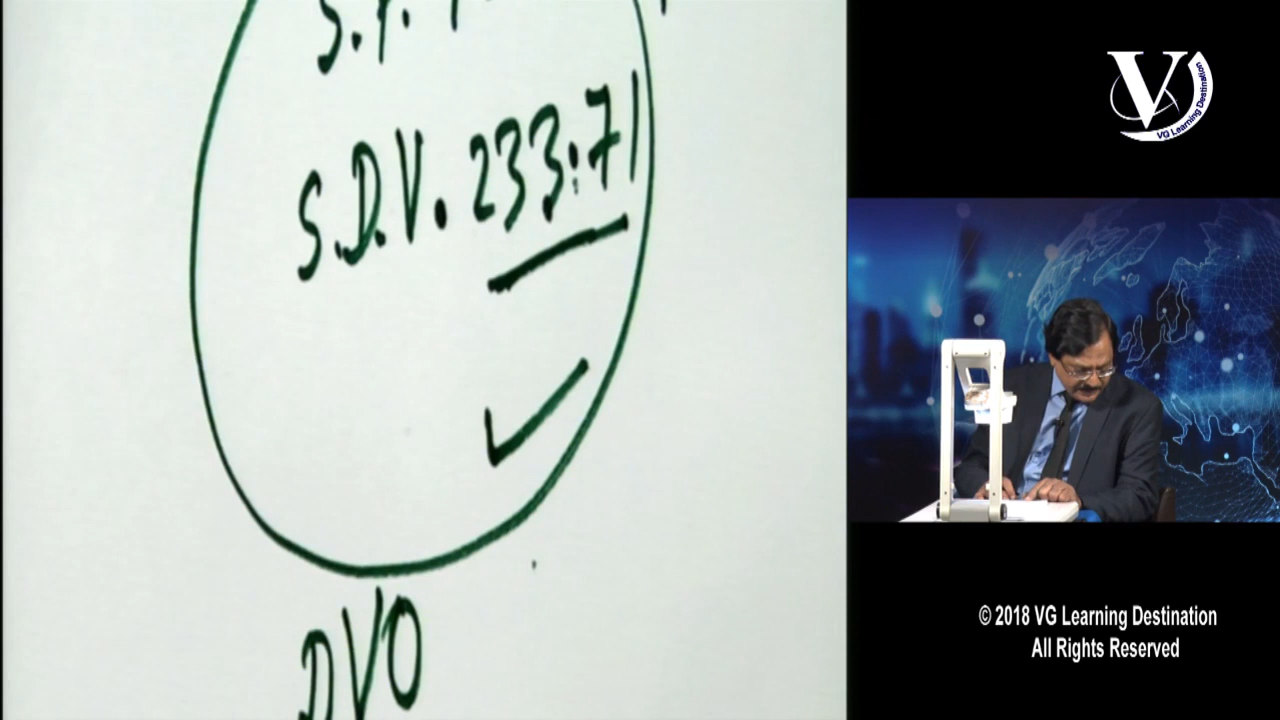 S.D.V. 233.71
DVO
V
VG Learning Destination
© 2018 VG Learning Destination
All Rights Reserved